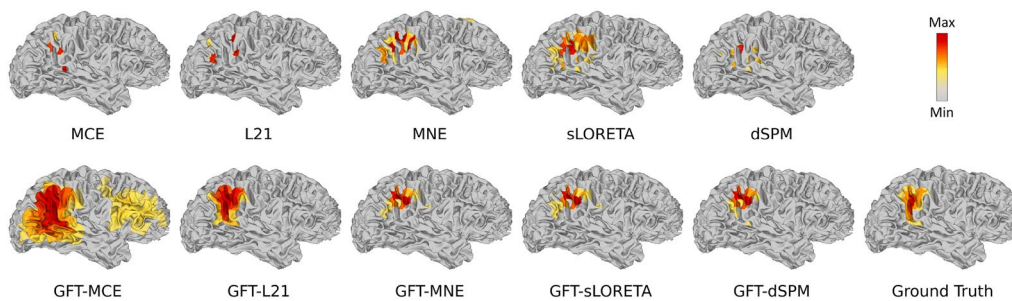 Max
Min
MCE
L21
MNE
sLORETA
dSPM
GFT-MCE
GFT-L21
GFT-MNE
GFT-sLORETA
GFT-dSPM
Ground Truth